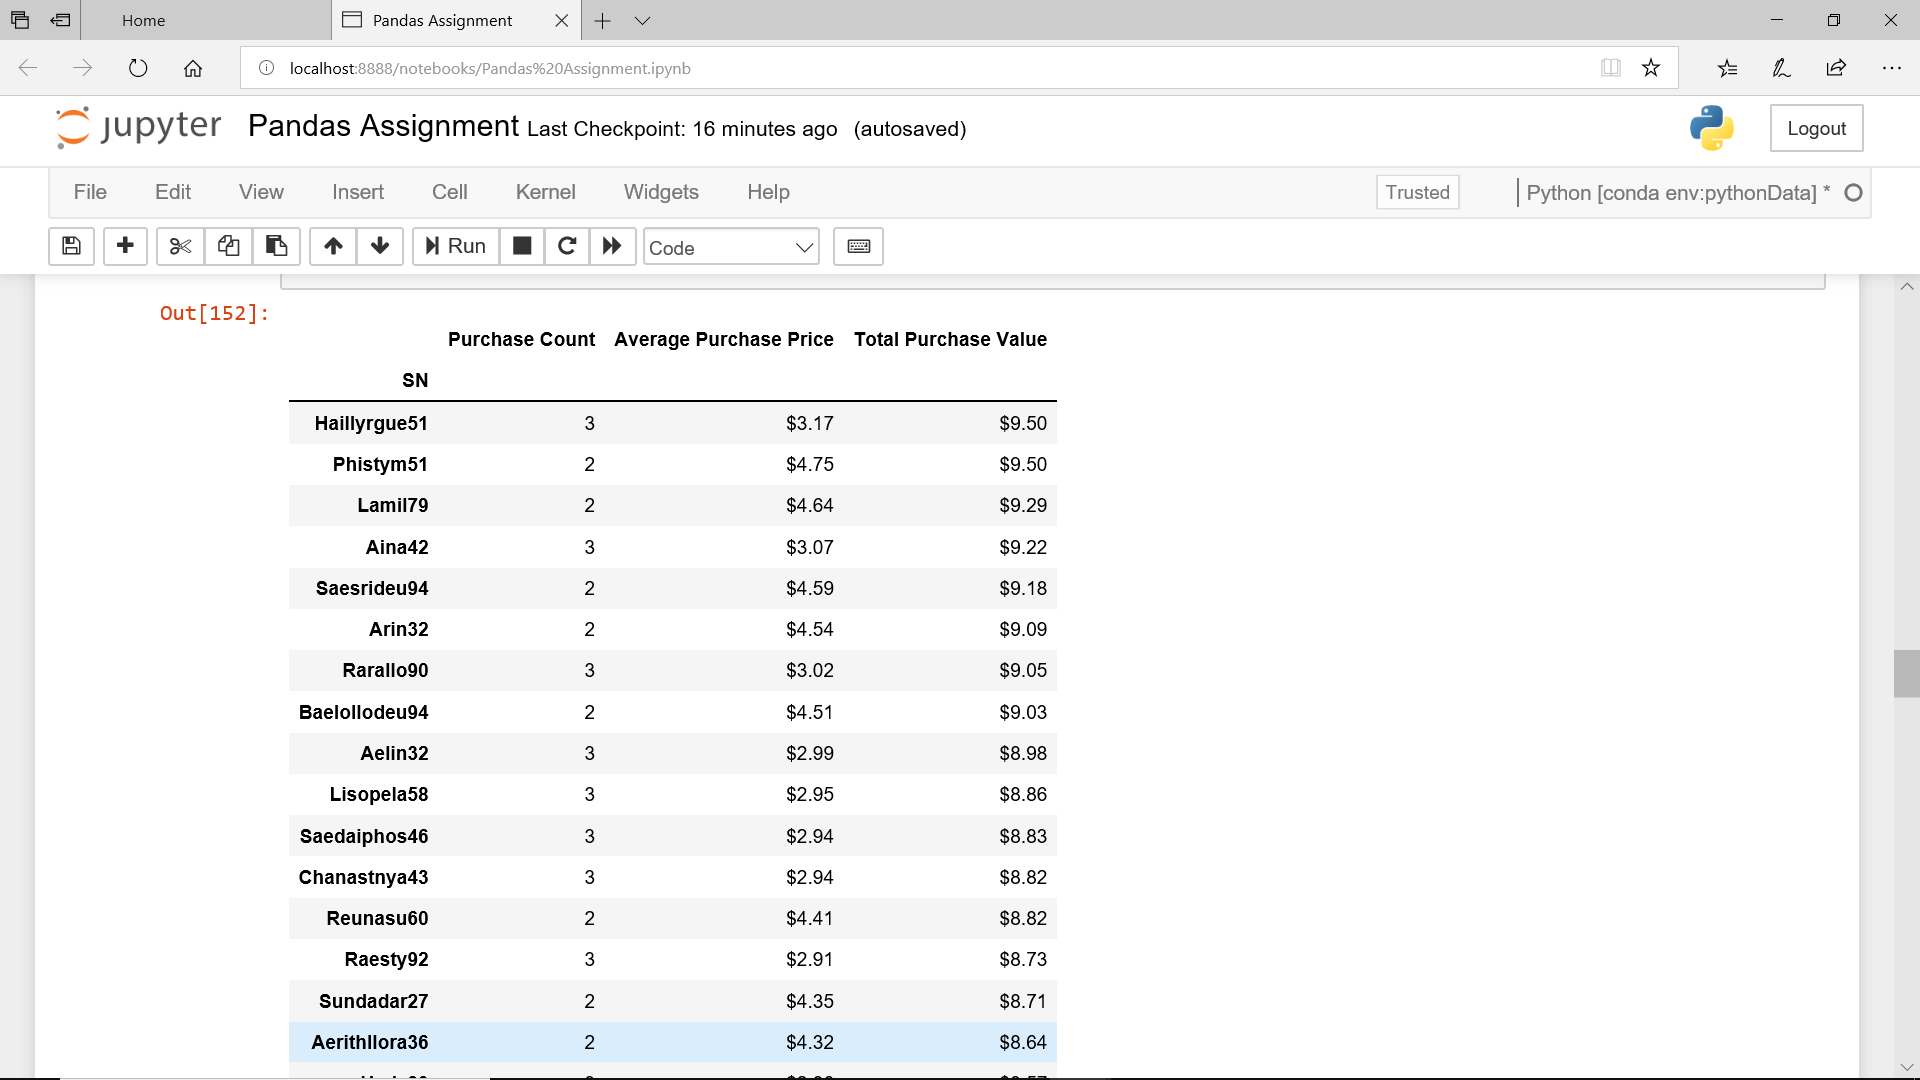 Home
Pandas Assignment
localhost:8888/notebooks/Pandas%20Assignment.ipynb
jupyter Pandas Assignment Last Checkpoint: 16 minutes ago (autosaved)
Logout
File Edit View Insert Cell Kernel Widgets Help
Trusted
Python [conda env:pythonData] *
Run
Code
Out[152]:
Purchase Count Average Purchase Price Total Purchase Value
SN
Haillyrgue51 3 $3.17 $9.50
Phistym51 2 $4.75 $9.50
Lamil79 2 $4.64 $9.29
Aina42 3 $3.07 $9.22
Saesrideu94 2 $4.59 $9.18
Arin32 2 $4.54 $9.09
Rarallo90 3 $3.02 $9.05
Baelollodeu94 2 $4.51 $9.03
Aelin32 3 $2.99 $8.98
Lisopela58 3 $2.95 $8.86
Saedaiphos46 3 $2.94 $8.83
Chanastnya43 3 $2.94 $8.82
Reunasu60 2 $4.41 $8.82
Raesty92 3 $2.91 $8.73
Sundadar27 2 $4.35 $8.71
Aerithllora36 2 $4.32 $8.64